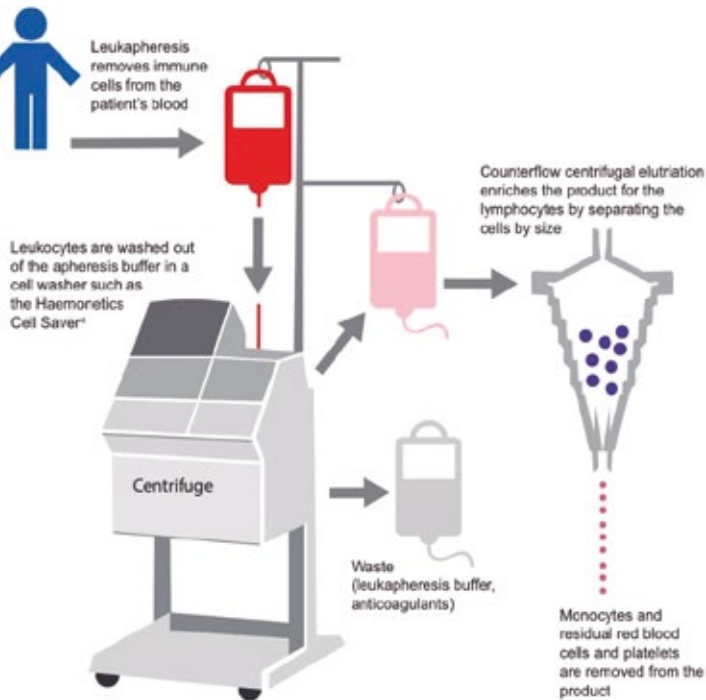 Leukapheresis
removes immune
cells from the
patient's blood
Counterflow centrifugal elutriation
enriches the product for the
lymphocytes by separating the
cells by size
Leukocytes are washed out
of the apheresis buffer in a
cell washer such as
the Haemonetics
Cell Saver®
Centrifuge
Waste
(leukapheresis buffer,
anticoagulants)
Monocytes and
residual red blood
cells and platelets
are removed from the
product